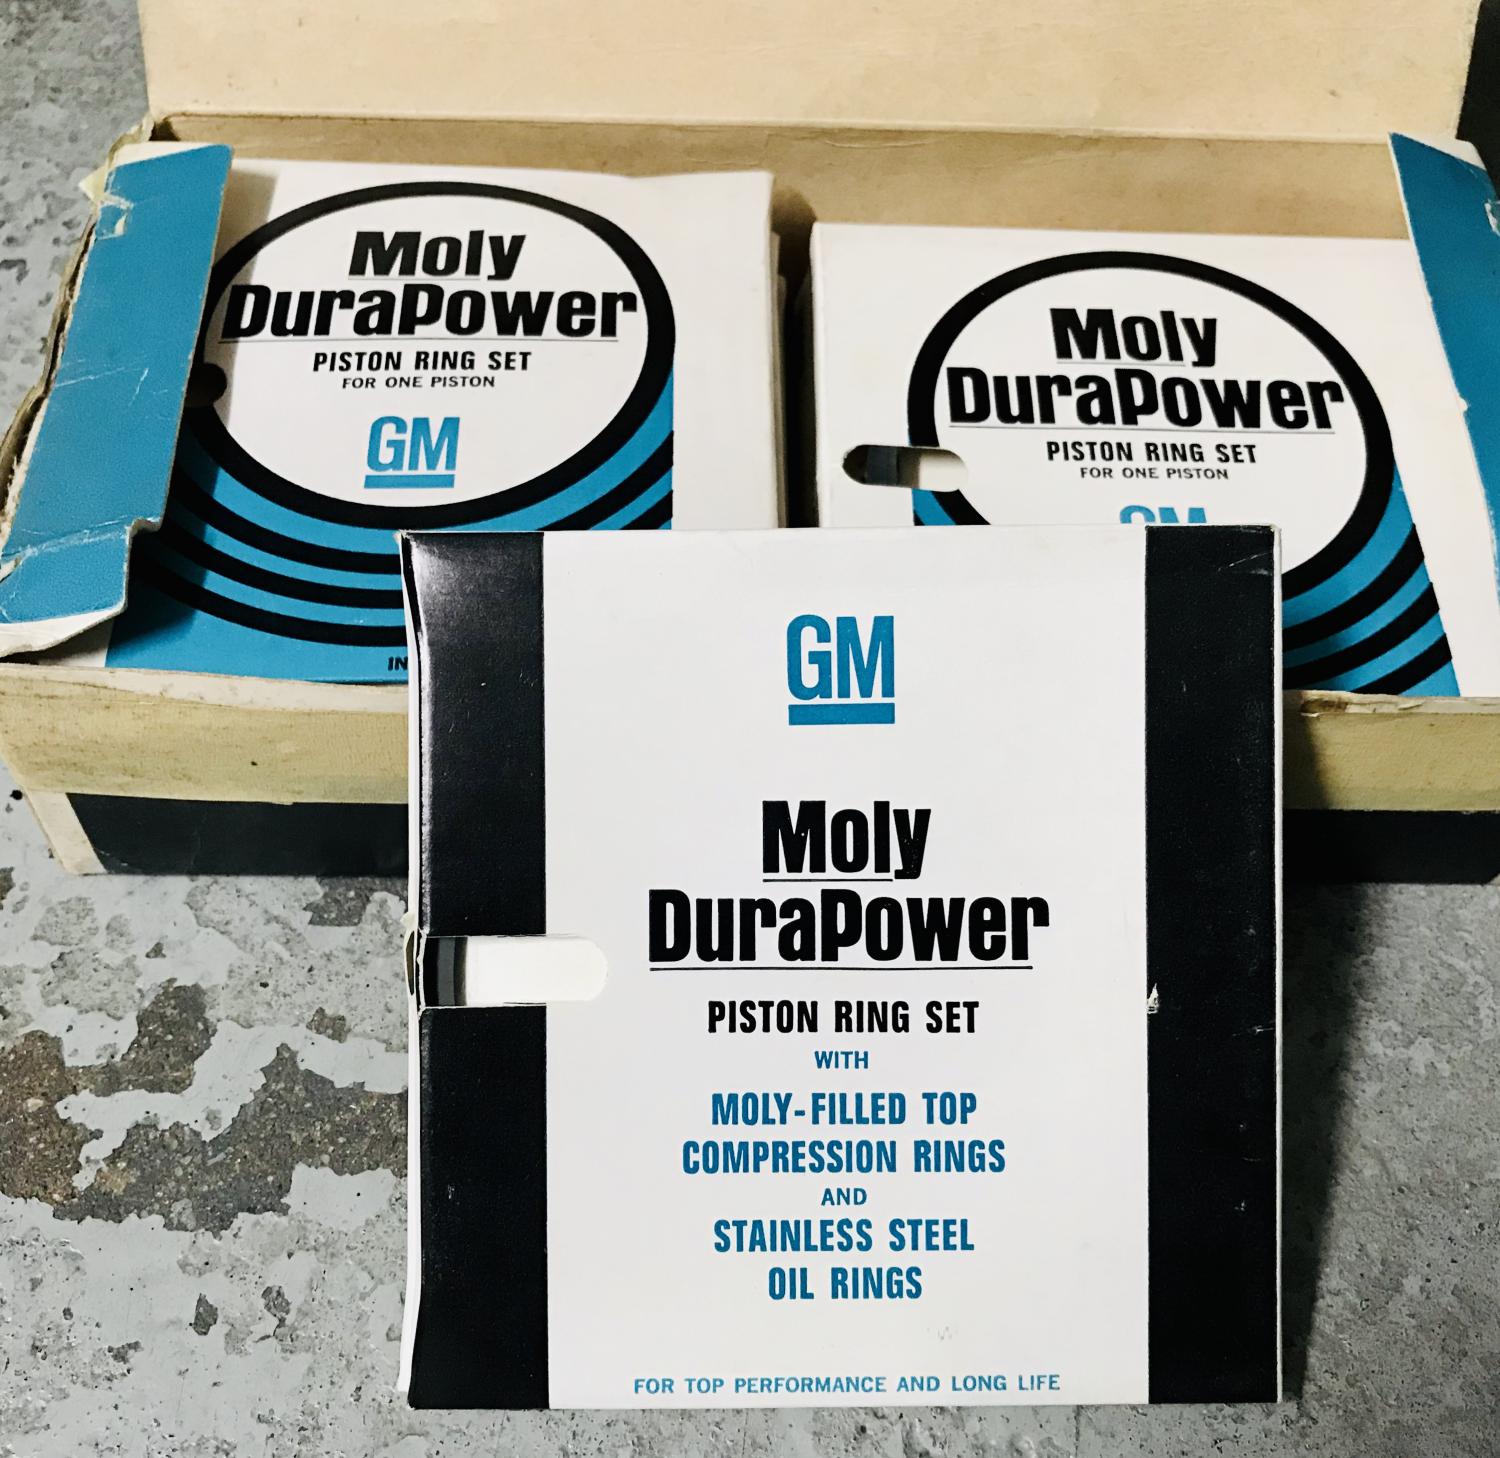 Moly
DuraPower
PISTON RING SET
FOR ONE PISTON
GM
Moly
DuraPower
PISTON RING SET
FOR ONE PISTON
GM
GM
Moly
DuraPower
PISTON RING SET
WITH
MOLY-FILLED TOP
COMPRESSION RINGS
AND
STAINLESS STEEL
OIL RINGS
FOR TOP PERFORMANCE AND LONG LIFE